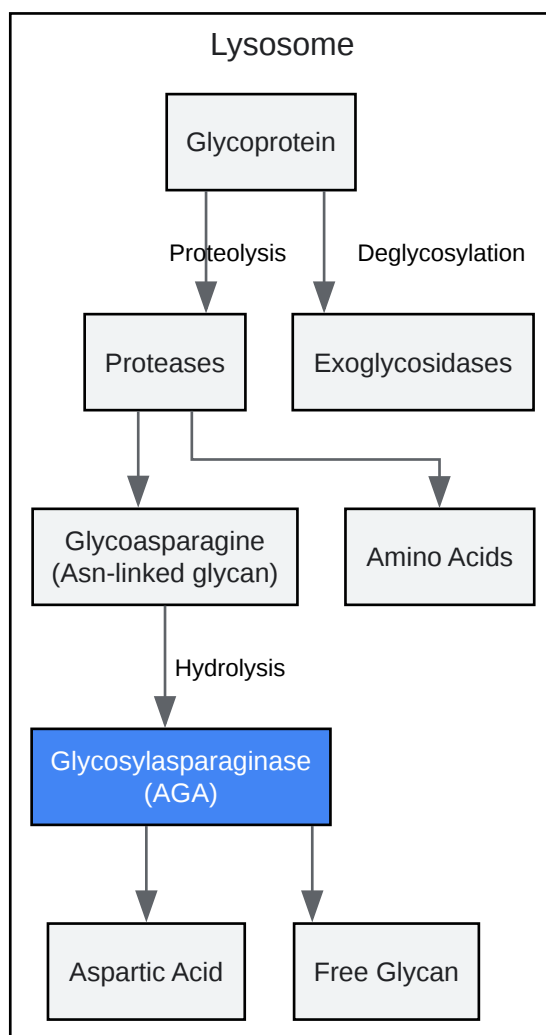 Lysosome
Glycoprotein
Proteolysis
Deglycosylation
Proteases
Exoglycosidases
Glycoasparagine
(Asn-linked glycan)
Amino Acids
Hydrolysis
Glycosylasparaginase
(AGA)
Aspartic Acid
Free Glycan